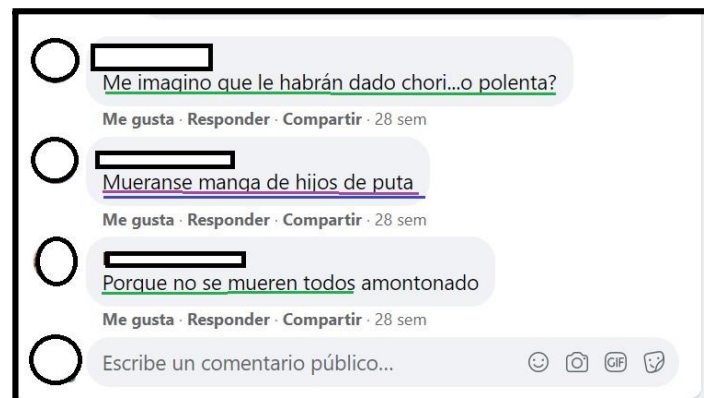 Me imagino que le habrán dado chori...o polenta?
Me gusta · Responder · Compartir · 28 sem
Mueranse manga de hijos de puta
Me gusta · Responder · Compartir · 28 sem
Porque no se mueren todos amontonado
Me gusta · Responder · Compartir · 28 sem
Escribe un comentario público...
GIF